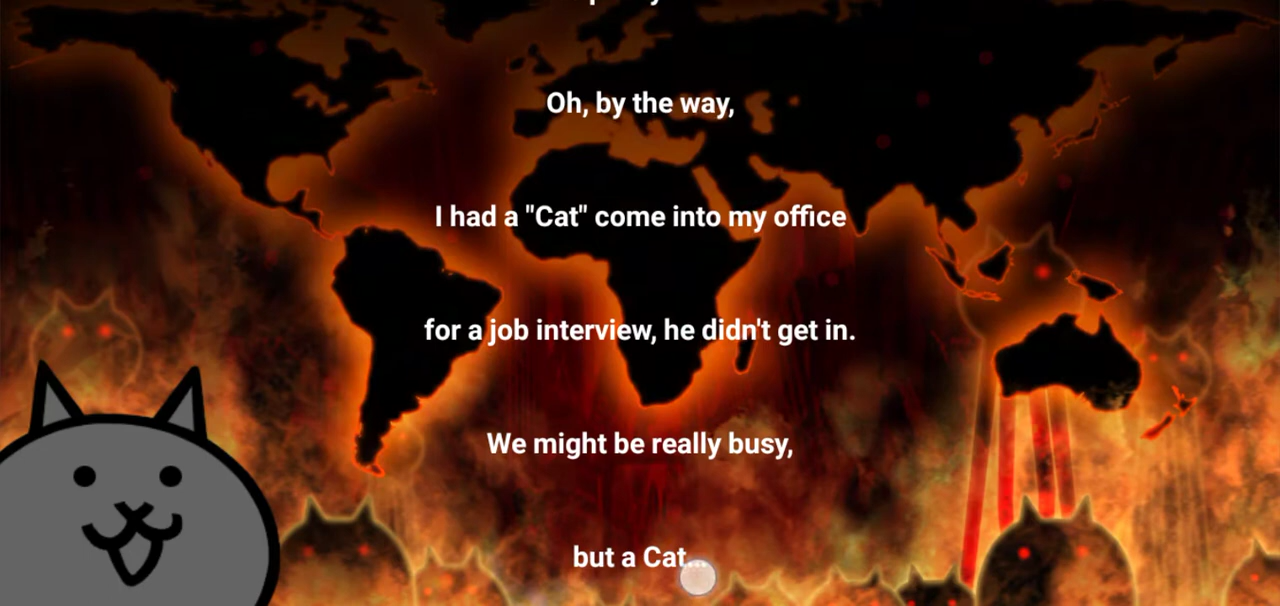 Oh, by the way,
I had a "Cat" come into my office
for a job interview, he didn't get in.
We might be really busy,
but a Cat...